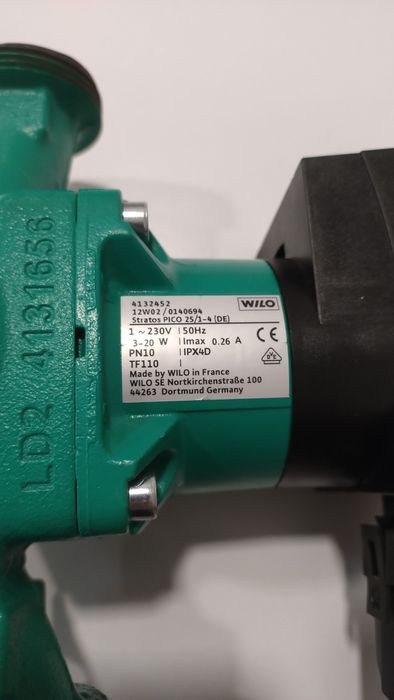 LD2 4131656
4132452
WILO
12W02 / 0140694
Stratos PICO 25/1-4 (DE)
1 ~ 230V | 50Hz
3-20 W | Imax 0.26 A
CE
PN10 | IPX4D
TF110 |
Made by WILO in France
WILO SE Nortkirchenstraße 100
44263 Dortmund Germany